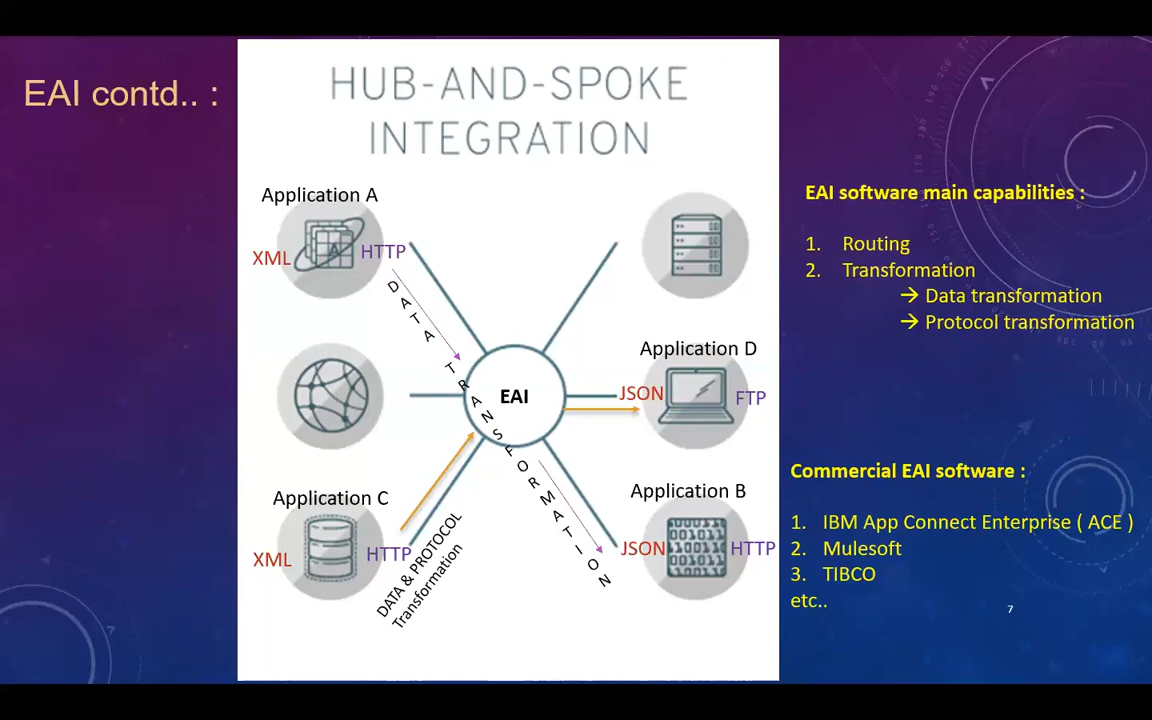 EAI contd.. :
HUB-AND-SPOKE
INTEGRATION
Application A
XML
HTTP
DATA TRANSFORMATION
EAI
Application D
JSON
FTP
Application C
XML
HTTP
DATA & PROTOCOL
Transformation
Application B
JSON
HTTP
EAI software main capabilities :
1. Routing
2. Transformation
→ Data transformation
→ Protocol transformation
Commercial EAI software :
1. IBM App Connect Enterprise ( ACE )
2. Mulesoft
3. TIBCO
etc..
7